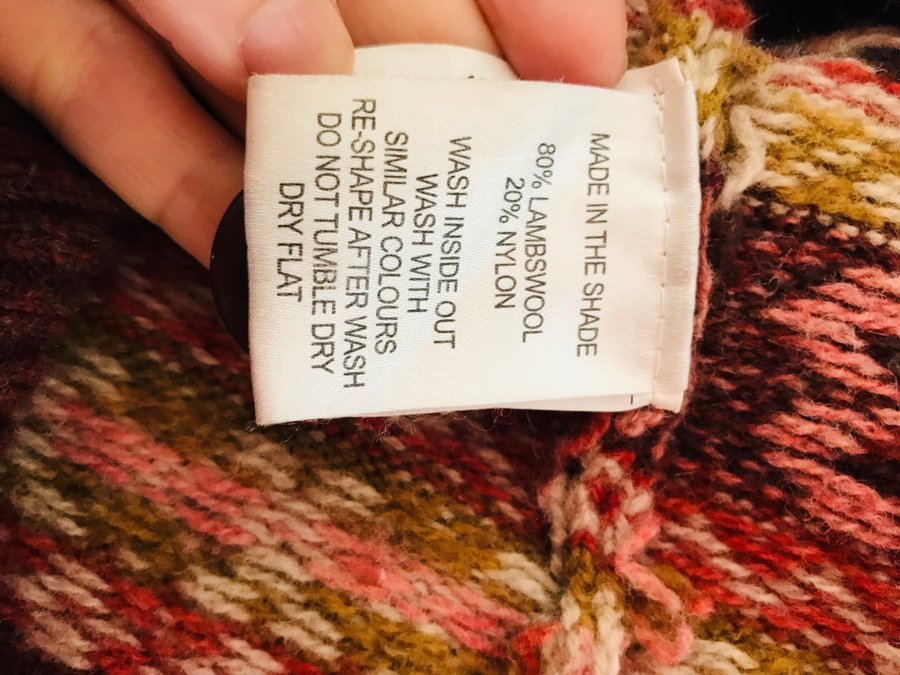 MADE IN THE SHADE
80% LAMBSWOOL
20% NYLON
WASH INSIDE OUT
WASH WITH
SIMILAR COLOURS
RE-SHAPE AFTER WASH
DO NOT TUMBLE DRY
DRY FLAT